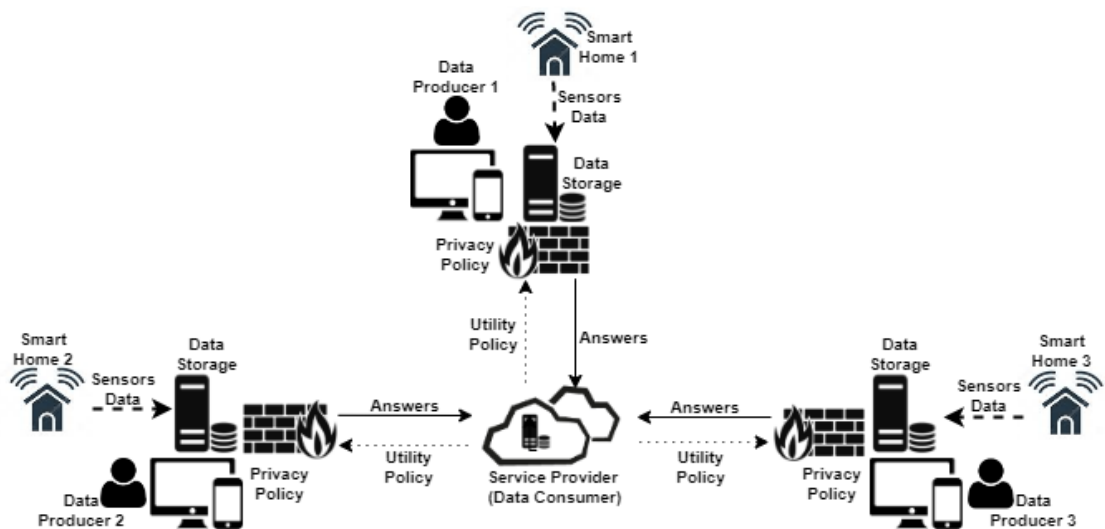 Smart
Home 1
Data
Producer 1
Sensors
Data
Data
Storage
Privacy
Policy
Utility
Policy
Answers
Smart
Home 2
Data
Storage
Sensors
Data
Answers
Privacy
Policy
Utility
Policy
Data
Producer 2
Service Provider
(Data Consumer)
Smart
Home 3
Data
Storage
Sensors
Data
Answers
Utility
Policy
Privacy
Policy
Data
Producer 3